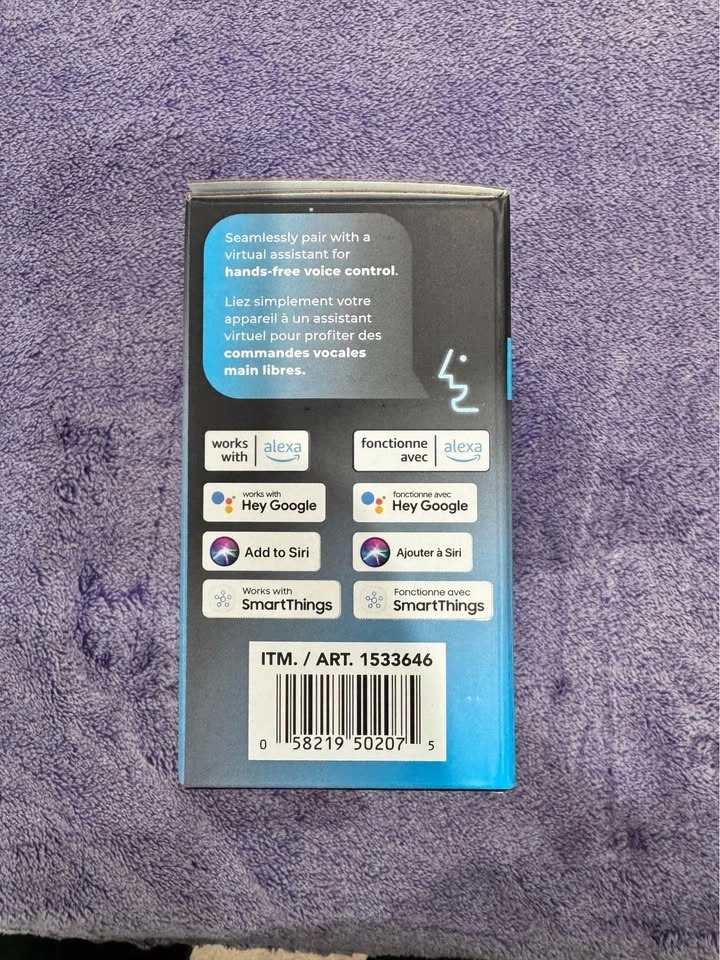 Seamlessly pair with a
virtual assistant for
hands-free voice control.
Liez simplement votre
appareil à un assistant
virtuel pour profiter des
commandes vocales
main libres.
works with | alexa
fonctionne avec | alexa
works with
Hey Google
fonctionne avec
Hey Google
Add to Siri
Ajouter à Siri
Works with
SmartThings
Fonctionne avec
SmartThings
ITM. / ART. 1533646
0 58219 50207 5